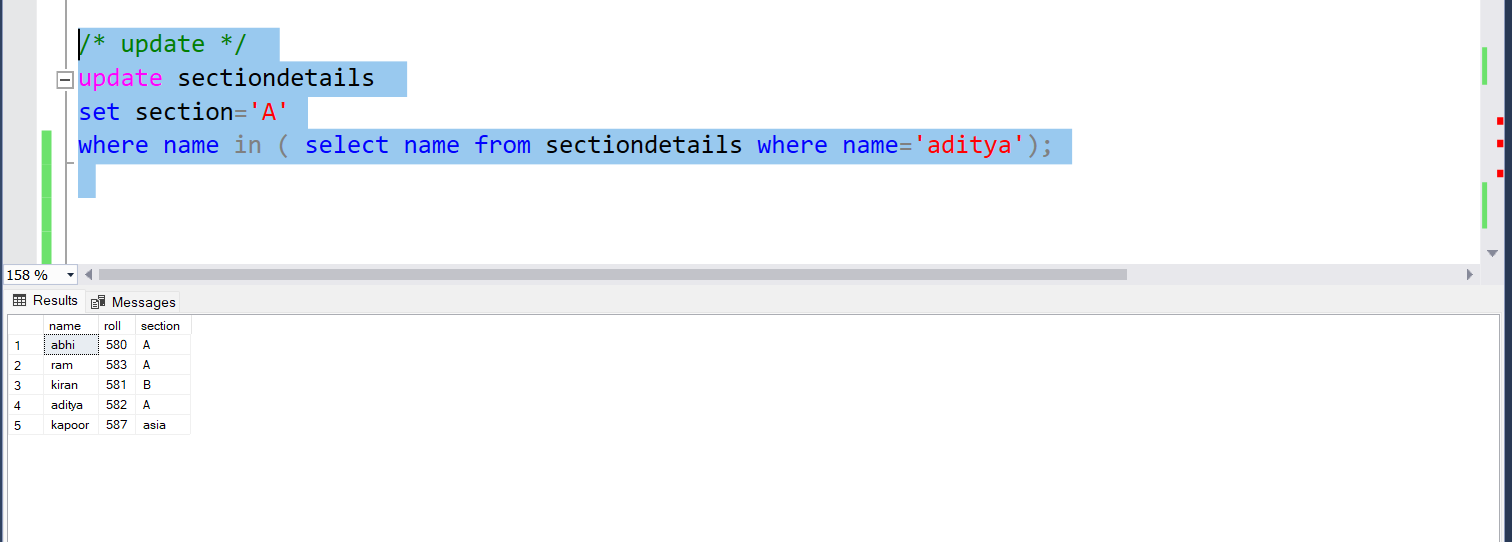 /* update */
update sectiondetails
set section='A'
where name in ( select name from sectiondetails where name='aditya');
158 %
Results Messages
name roll section
1 abhi 580 A
2 ram 583 A
3 kiran 581 B
4 aditya 582 A
5 kapoor 587 asia